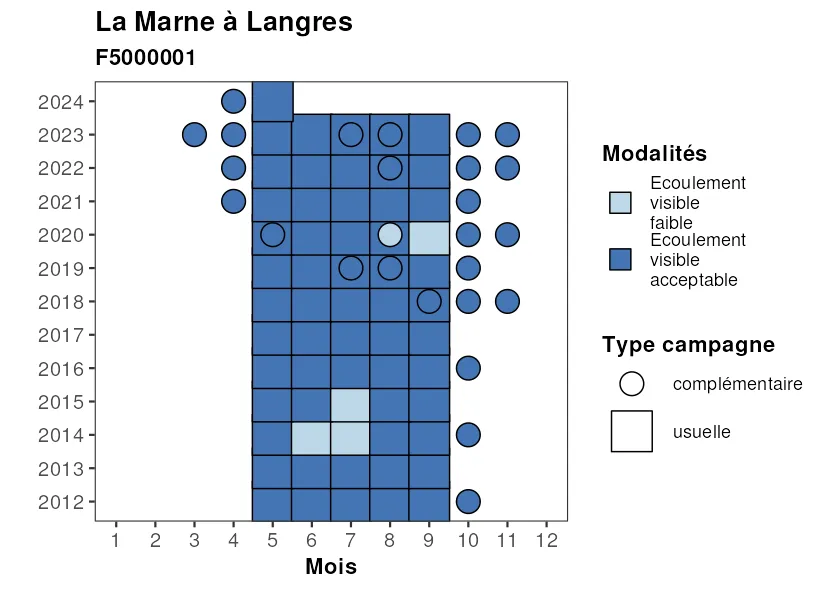 La Marne à Langres
F5000001
2024
2023
2022
2021
2020
2019
2018
2017
2016
2015
2014
2013
2012
1 2 3 4 5 6 7 8 9 10 11 12
Mois
Modalités
Ecoulement
visible
faible
Ecoulement
visible
acceptable
Type campagne
complémentaire
usuelle